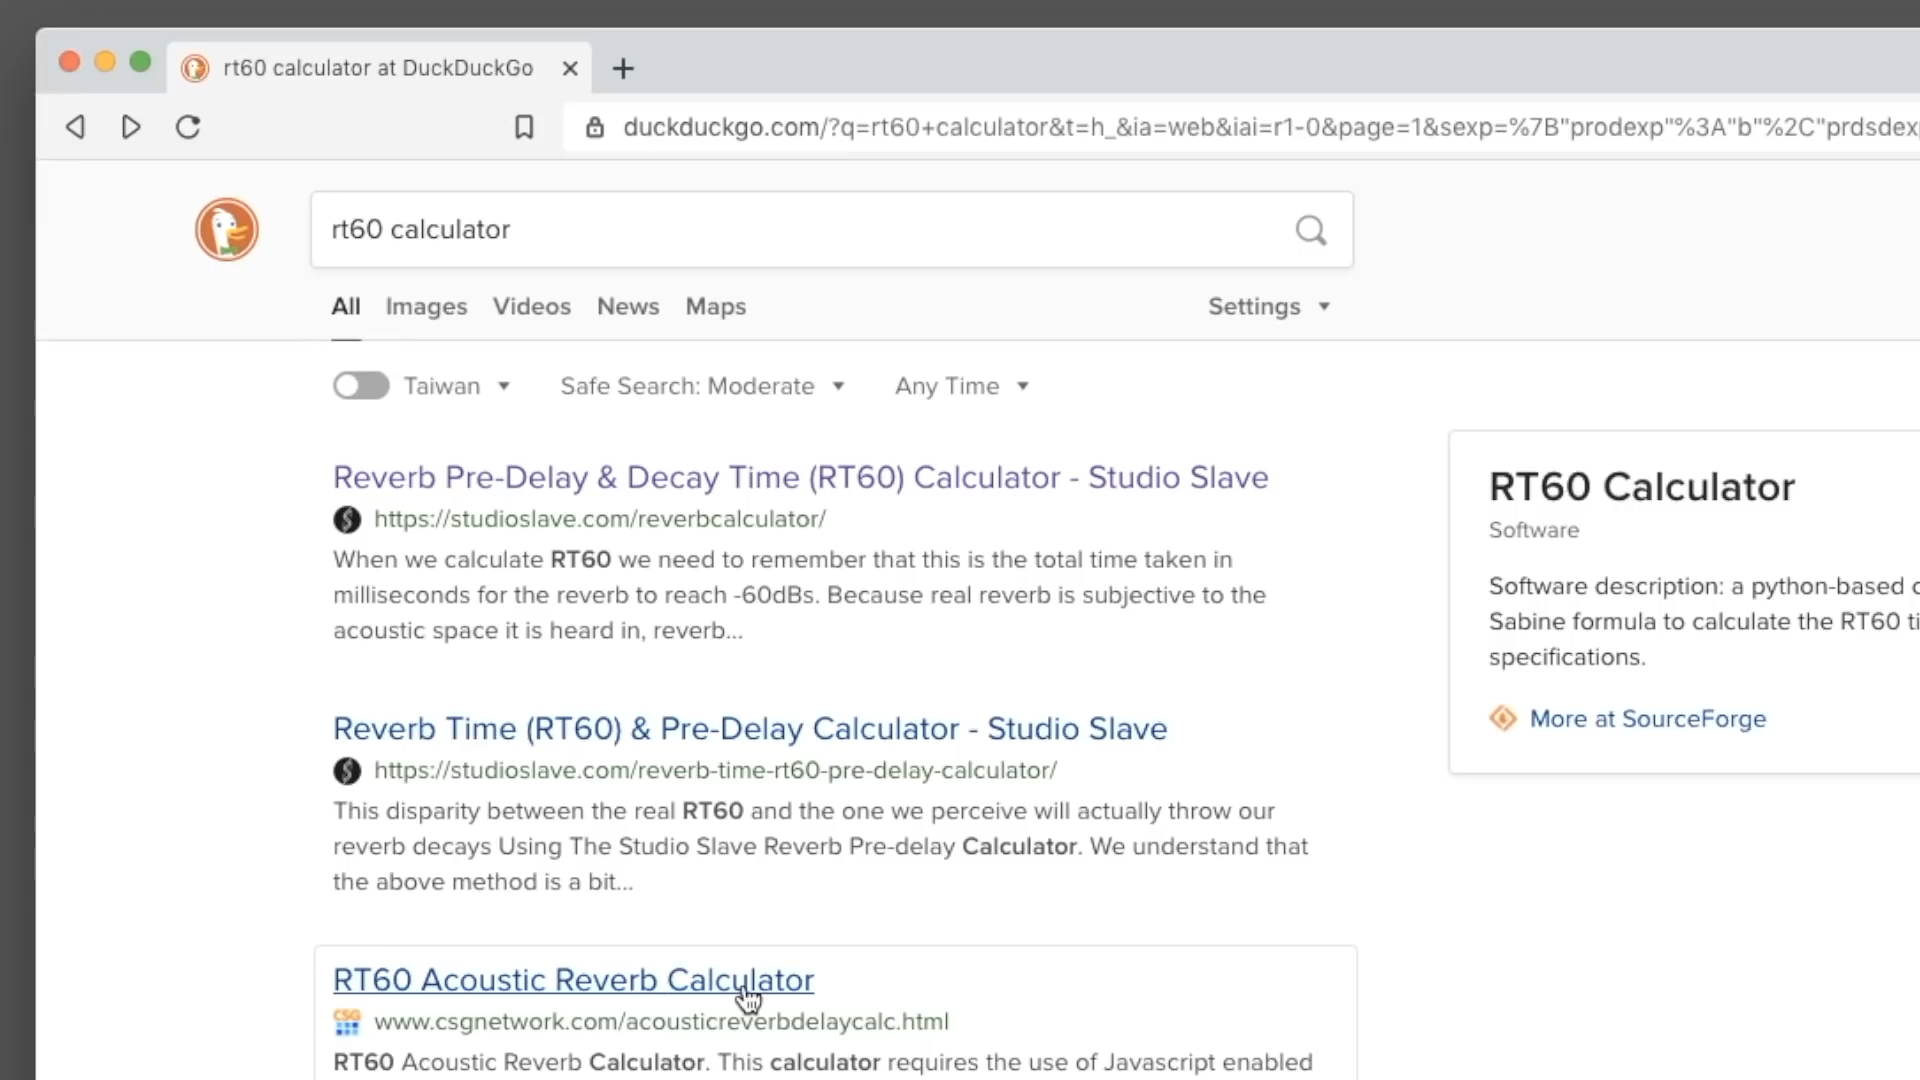 rt60 calculator at DuckDuckGo
duckduckgo.com/?q=rt60+calculator&t=h_&ia=web&iai=r1-0&page=1&sexp=%7B"prodexp"%3A"b"%2C"prdsdex
rt60 calculator
All Images Videos News Maps Settings
Taiwan Safe Search: Moderate Any Time
Reverb Pre-Delay & Decay Time (RT60) Calculator - Studio Slave
https://studioslave.com/reverbcalculator/
When we calculate RT60 we need to remember that this is the total time taken in
milliseconds for the reverb to reach -60dBs. Because real reverb is subjective to the
acoustic space it is heard in, reverb...
Reverb Time (RT60) & Pre-Delay Calculator - Studio Slave
https://studioslave.com/reverb-time-rt60-pre-delay-calculator/
This disparity between the real RT60 and the one we perceive will actually throw our
reverb decays Using The Studio Slave Reverb Pre-delay Calculator. We understand that
the above method is a bit...
RT60 Acoustic Reverb Calculator
CSG
www.csgnetwork.com/acousticreverbdelaycalc.html
RT60 Acoustic Reverb Calculator. This calculator requires the use of Javascript enabled
RT60 Calculator
Software
Software description: a python-based
Sabine formula to calculate the RT60
specifications.
More at SourceForge